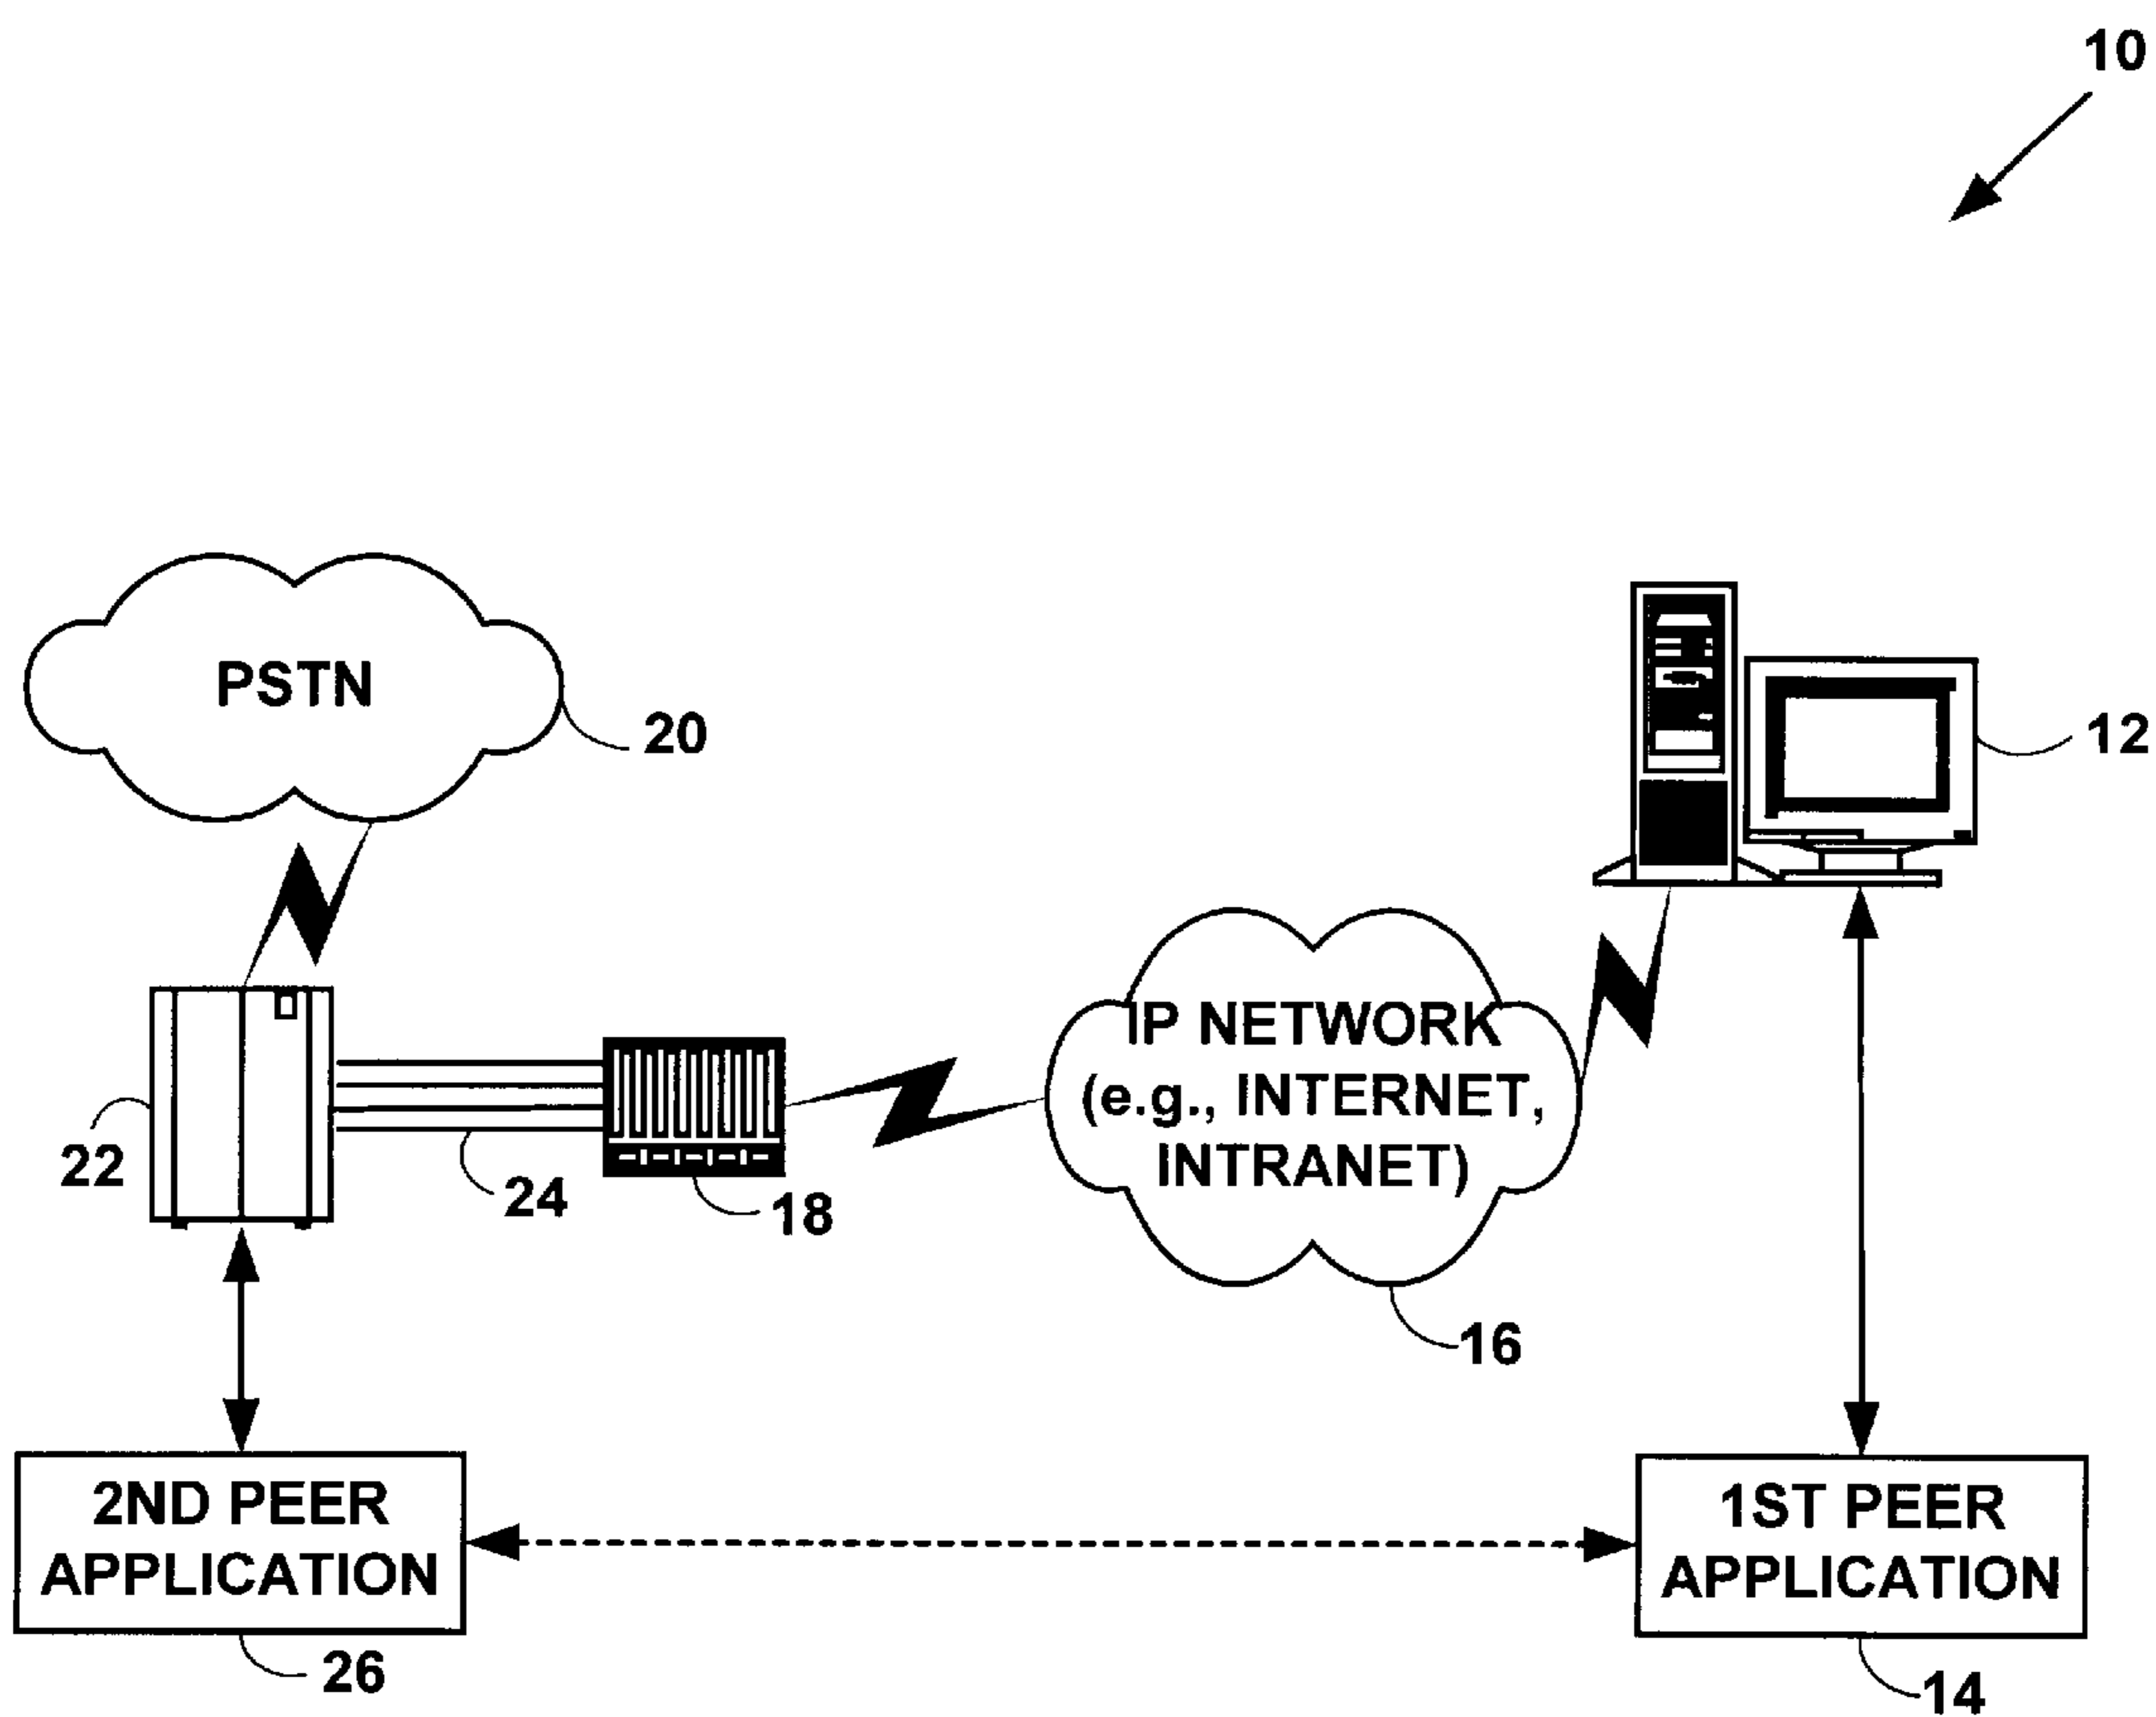 10
PSTN
20
12
IP NETWORK
(e.g., INTERNET,
INTRANET)
22
24
18
16
2ND PEER
APPLICATION
1ST PEER
APPLICATION
26
14